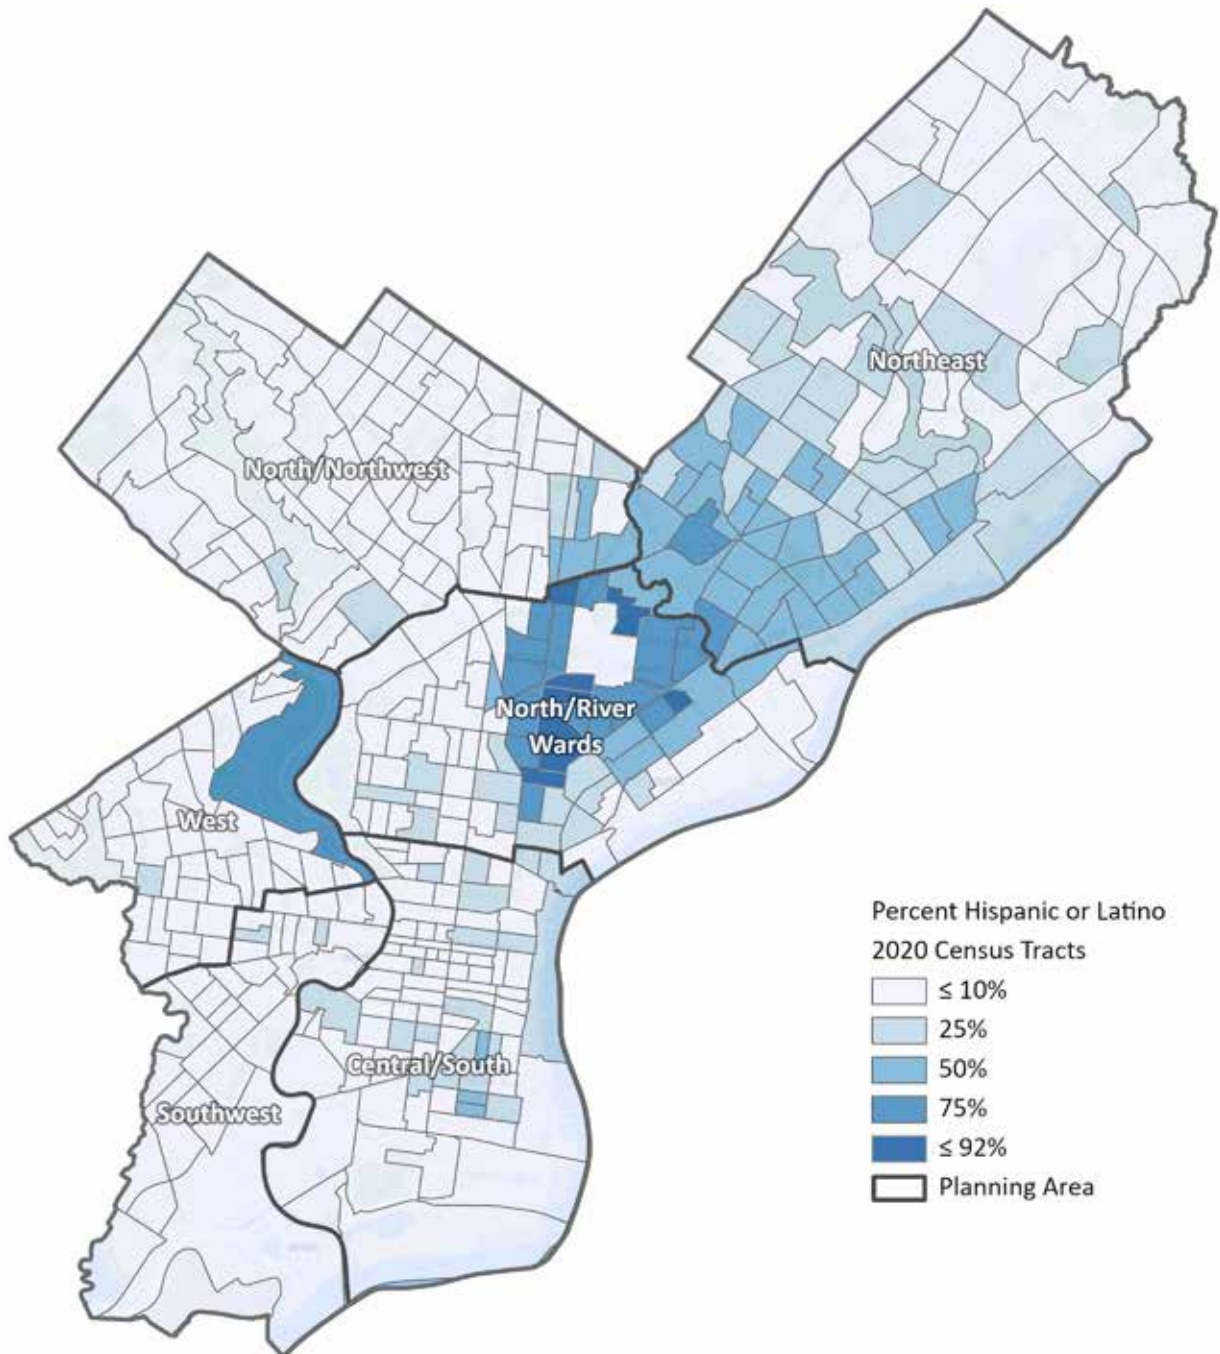 Northeast
North/Northwest
North/River
Wards
West
Central/South
Southwest
Percent Hispanic or Latino
2020 Census Tracts
≤ 10%
25%
50%
75%
≤ 92%
Planning Area